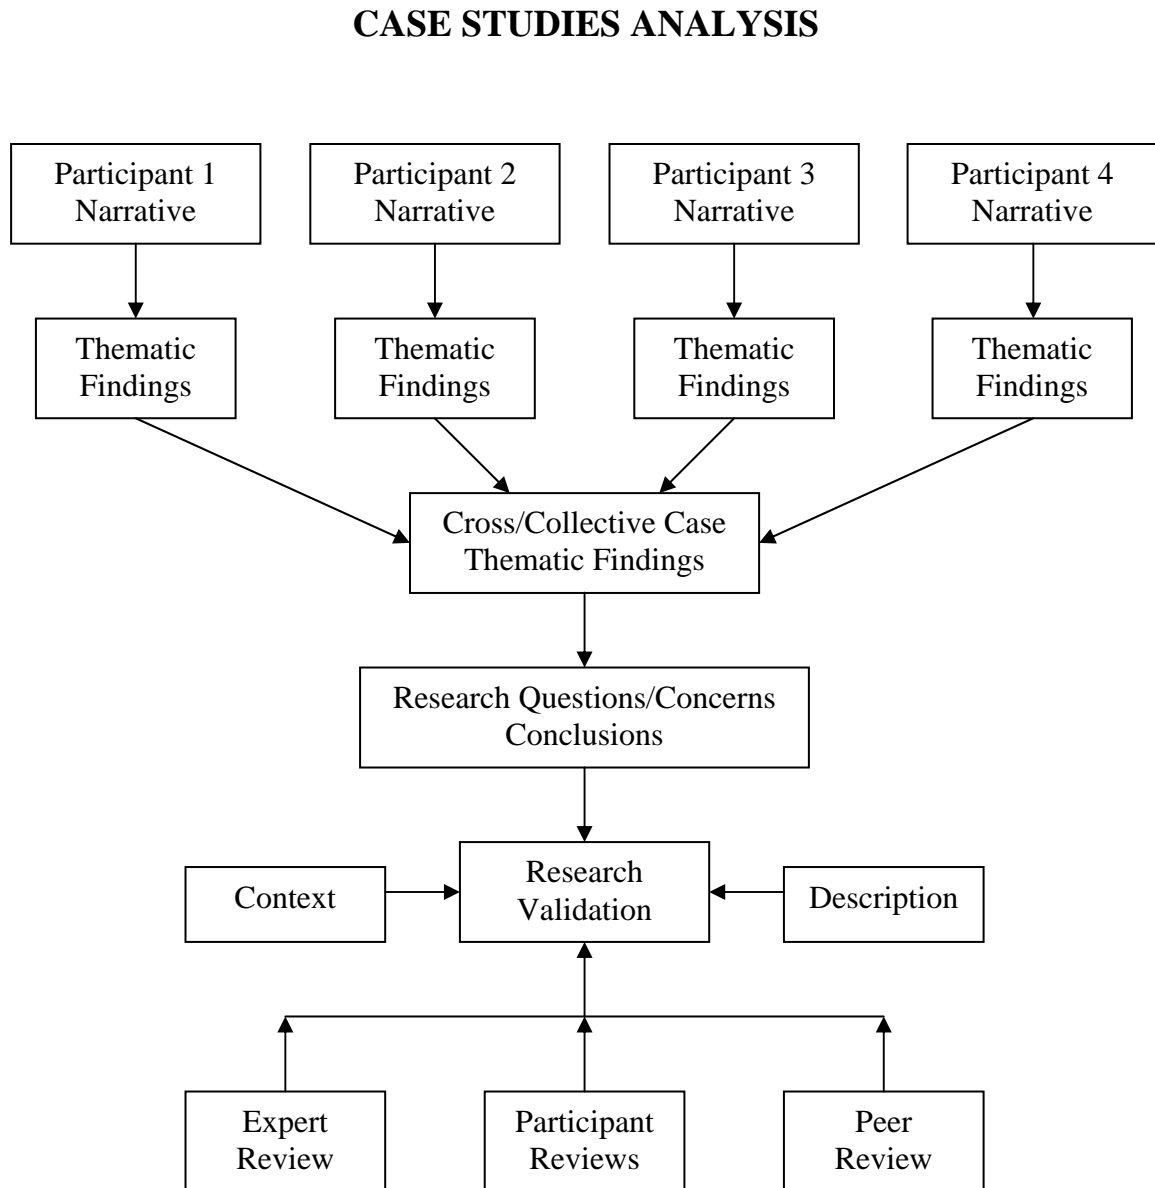 CASE STUDIES ANALYSIS
Participant 1
Narrative
Participant 2
Narrative
Participant 3
Narrative
Participant 4
Narrative
Thematic
Findings
Thematic
Findings
Thematic
Findings
Thematic
Findings
Cross/Collective Case
Thematic Findings
Research Questions/Concerns
Conclusions
Context
Research
Validation
Description
Expert
Review
Participant
Reviews
Peer
Review